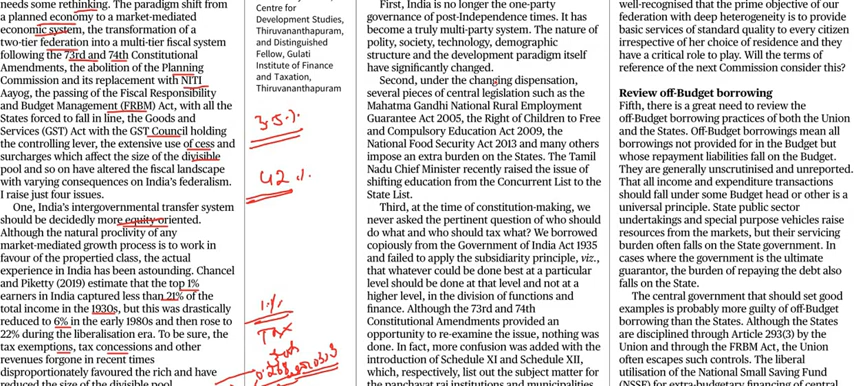 needs some rethinking. The paradigm shift from
a planned economy to a market-mediated
economic system, the transformation of a
two-tier federation into a multi-tier fiscal system
following the 73rd and 74th Constitutional
Amendments, the abolition of the Planning
Commission and its replacement with NITI
Aayog, the passing of the Fiscal Responsibility
and Budget Management (FRBM) Act, with all the
States forced to fall in line, the Goods and
Services (GST) Act with the GST Council holding
the controlling lever, the extensive use of cess and
surcharges which affect the size of the divisible
pool and so on have altered the fiscal landscape
with varying consequences on India's federalism.
I raise just four issues.
One, India's intergovernmental transfer system
should be decidedly more equity-oriented.
Although the natural proclivity of any
market-mediated growth process is to work in
favour of the propertied class, the actual
experience in India has been astounding. Chancel
and Piketty (2019) estimate that the top 1%
earners in India captured less than 21% of the
total income in the 1930s, but this was drastically
reduced to 6% in the early 1980s and then rose to
22% during the liberalisation era. To be sure, the
tax exemptions, tax concessions and other
revenues forgone in recent times
disproportionately favoured the rich and have
reduced the size of the divisible pool.
Centre for
Development Studies,
Thiruvananthapuram,
and Distinguished
Fellow, Gulati
Institute of Finance
and Taxation,
Thiruvananthapuram
42 %
1%
Tax
First, India is no longer the one-party
governance of post-Independence times. It has
become a truly multi-party system. The nature of
polity, society, technology, demographic
structure and the development paradigm itself
have significantly changed.
Second, under the changing dispensation,
several pieces of central legislation such as the
Mahatma Gandhi National Rural Employment
Guarantee Act 2005, the Right of Children to Free
and Compulsory Education Act 2009, the
National Food Security Act 2013 and many others
impose an extra burden on the States. The Tamil
Nadu Chief Minister recently raised the issue of
shifting education from the Concurrent List to the
State List.
Third, at the time of constitution-making, we
never asked the pertinent question of who should
do what and who should tax what? We borrowed
copiously from the Government of India Act 1935
and failed to apply the subsidiarity principle, viz.,
that whatever could be done best at a particular
level should be done at that level and not at a
higher level, in the division of functions and
finance. Although the 73rd and 74th
Constitutional Amendments provided an
opportunity to re-examine the issue, nothing was
done. In fact, more confusion was added with the
introduction of Schedule XI and Schedule XII,
which, respectively, list out the subject matter for
the panchayat raj institutions and municipalities
well-recognised that the prime objective of our
federation with deep heterogeneity is to provide
basic services of standard quality to every citizen
irrespective of her choice of residence and they
have a critical role to play. Will the terms of
reference of the next Commission consider this?
Review off-Budget borrowing
Fifth, there is a great need to review the
off-Budget borrowing practices of both the Union
and the States. Off-Budget borrowings mean all
borrowings not provided for in the Budget but
whose repayment liabilities fall on the Budget.
They are generally unscrutinised and unreported.
That all income and expenditure transactions
should fall under some Budget head or other is a
universal principle. State public sector
undertakings and special purpose vehicles raise
resources from the markets, but their servicing
burden often falls on the State government. In
cases where the government is the ultimate
guarantor, the burden of repaying the debt also
falls on the State.
The central government that should set good
examples is probably more guilty of off-Budget
borrowing than the States. Although the States
are disciplined through Article 293(3) by the
Union and through the FRBM Act, the Union
often escapes such controls. The liberal
utilisation of the National Small Saving Fund
(NSSF) for extra-budgetary financing of central